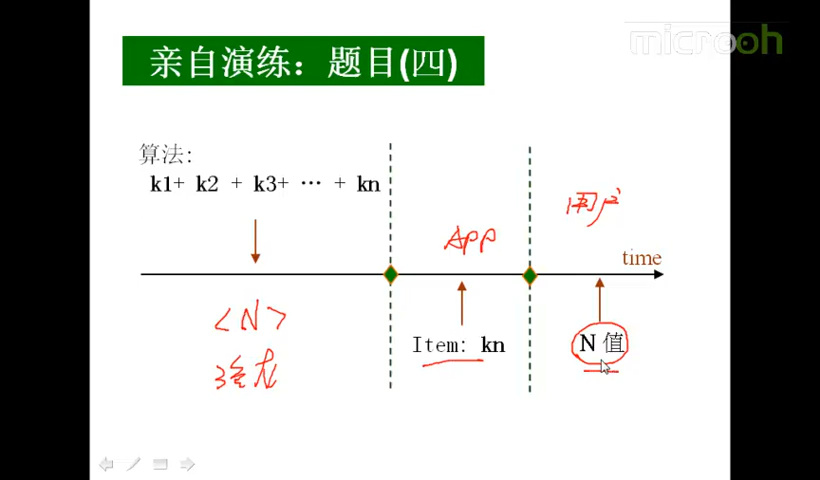 microoh
亲自演练：题目(四)
算法:
k1+ k2 + k3+ … + kn
用户
APP
time
<N>
Item: kn
N 值